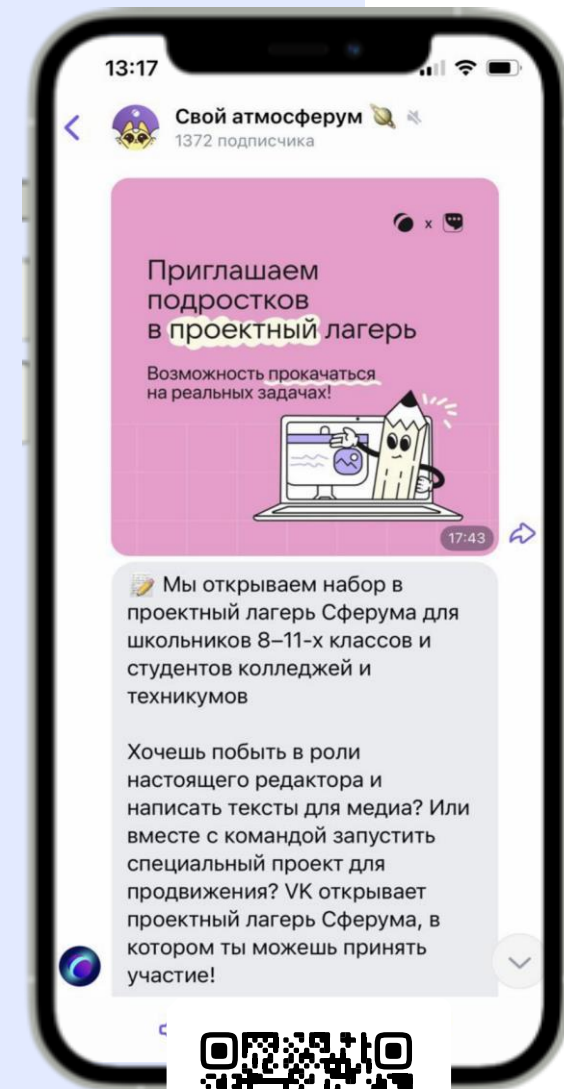 13:17
Свой атмосферум 🪐
1372 подписчика
x
Приглашаем
подростков
в проектный лагерь
Возможность прокачаться
на реальных задачах!
17:43
📝 Мы открываем набор в
проектный лагерь Сферума для
школьников 8–11-х классов и
студентов колледжей и
техникумов
Хочешь побыть в роли
настоящего редактора и
написать тексты для медиа? Или
вместе с командой запустить
специальный проект для
продвижения? VK открывает
проектный лагерь Сферума, в
котором ты можешь принять
участие!